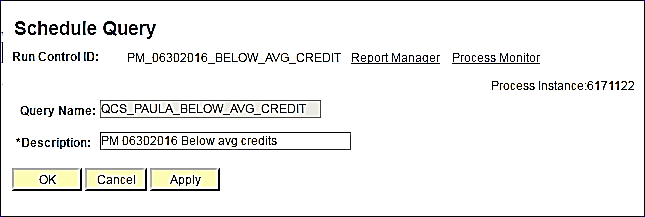 Schedule Query
Run Control ID: PM_06302016_BELOW_AVG_CREDIT Report Manager Process Monitor
Process Instance:6171122
Query Name: QCS_PAULA_BELOW_AVG_CREDIT
*Description: PM 06302016 Below avg credits
OK Cancel Apply